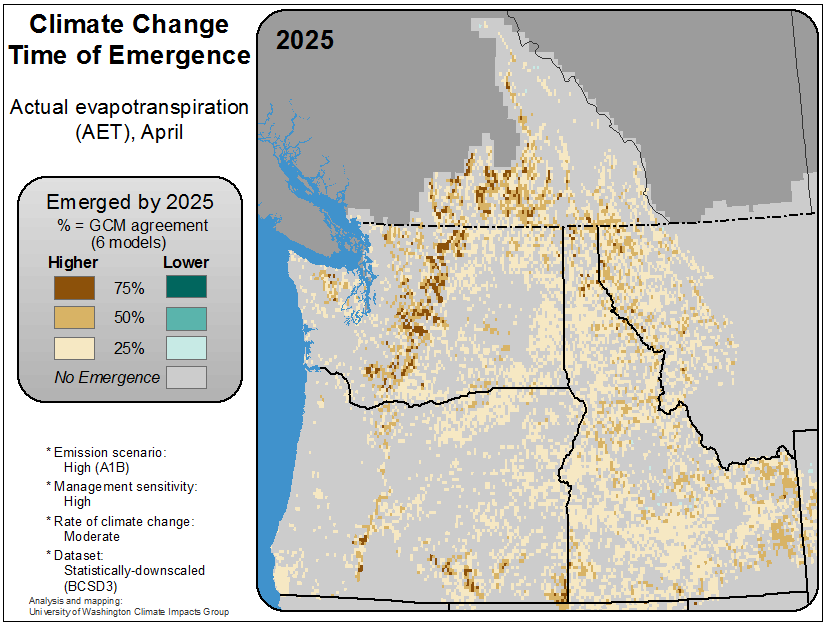 Climate Change
Time of Emergence
Actual evapotranspiration
(AET), April
Emerged by 2025
% = GCM agreement
(6 models)
Higher Lower
75%
50%
25%
No Emergence
* Emission scenario:
High (A1B)
* Management sensitivity:
High
* Rate of climate change:
Moderate
* Dataset:
Statistically-downscaled
(BCSD3)
Analysis and mapping:
University of Washington Climate Impacts Group
2025